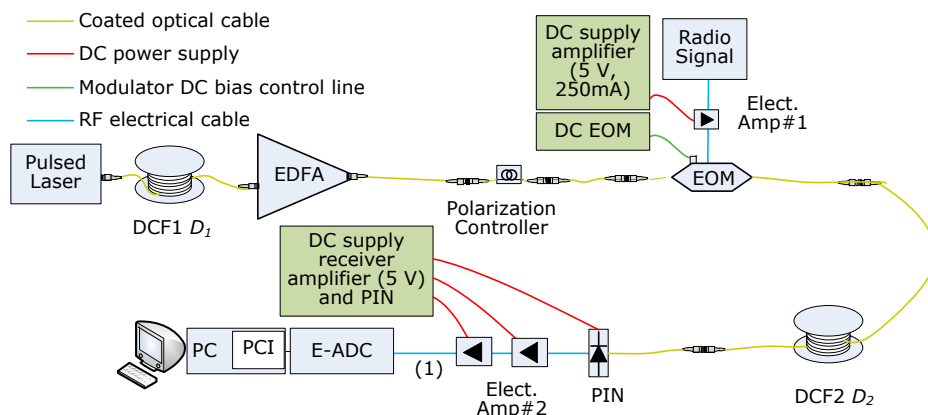 Coated optical cable
DC power supply
Modulator DC bias control line
RF electrical cable
DC supply
amplifier
(5 V,
250mA)
Radio
Signal
Elect.
Amp#1
DC EOM
Pulsed
Laser
EDFA
EOM
DCF1 D1
Polarization
Controller
DC supply
receiver
amplifier (5 V)
and PIN
PC
PCI
E-ADC
(1)
Elect.
Amp#2
PIN
DCF2 D2